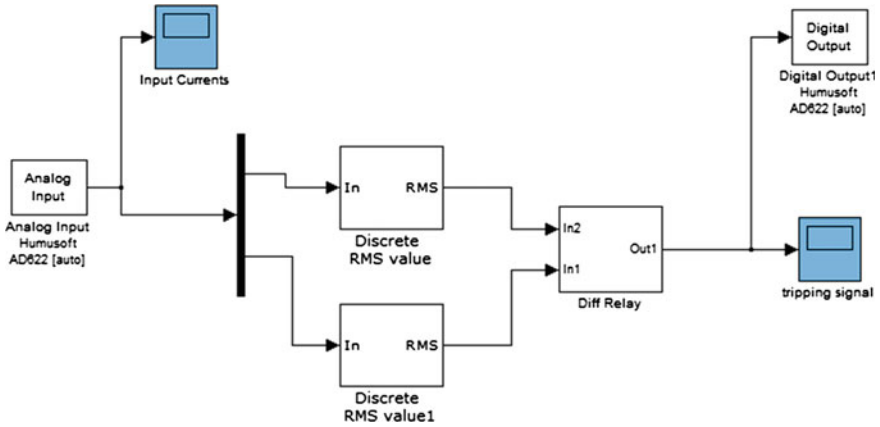 Input Currents
Digital
Output
Digital Output1
Humusoft
AD622 [auto]
Analog
Input
Analog Input
Humusoft
AD622 [auto]
In
RMS
Discrete
RMS value
In2
In1
Out1
Diff Relay
tripping signal
In
RMS
Discrete
RMS value1